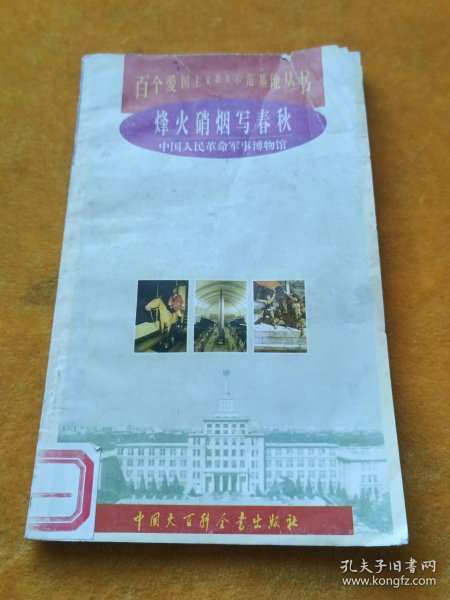 百个爱国主义教育示范基地丛书
烽火硝烟写春秋
中国人民革命军事博物馆
中国大百科全书出版社
孔夫子旧书网
www.kongfz.com